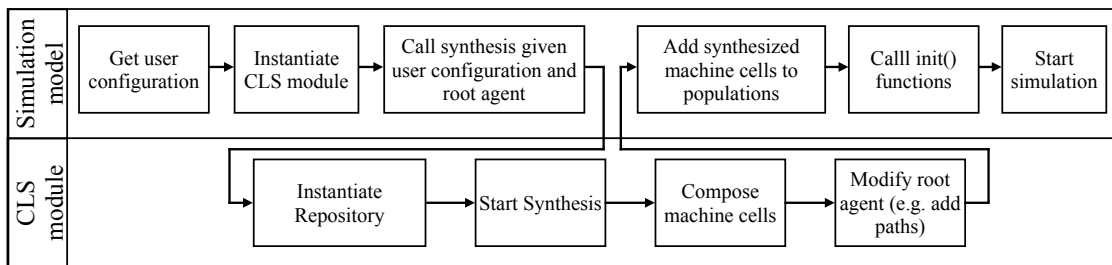 Simulation
model
Get user
configuration
Instantiate
CLS module
Call synthesis given
user configuration and
root agent
Add synthesized
machine cells to
populations
Calll init()
functions
Start
simulation
CLS
module
Instantiate
Repository
Start Synthesis
Compose
machine cells
Modify root
agent (e.g. add
paths)